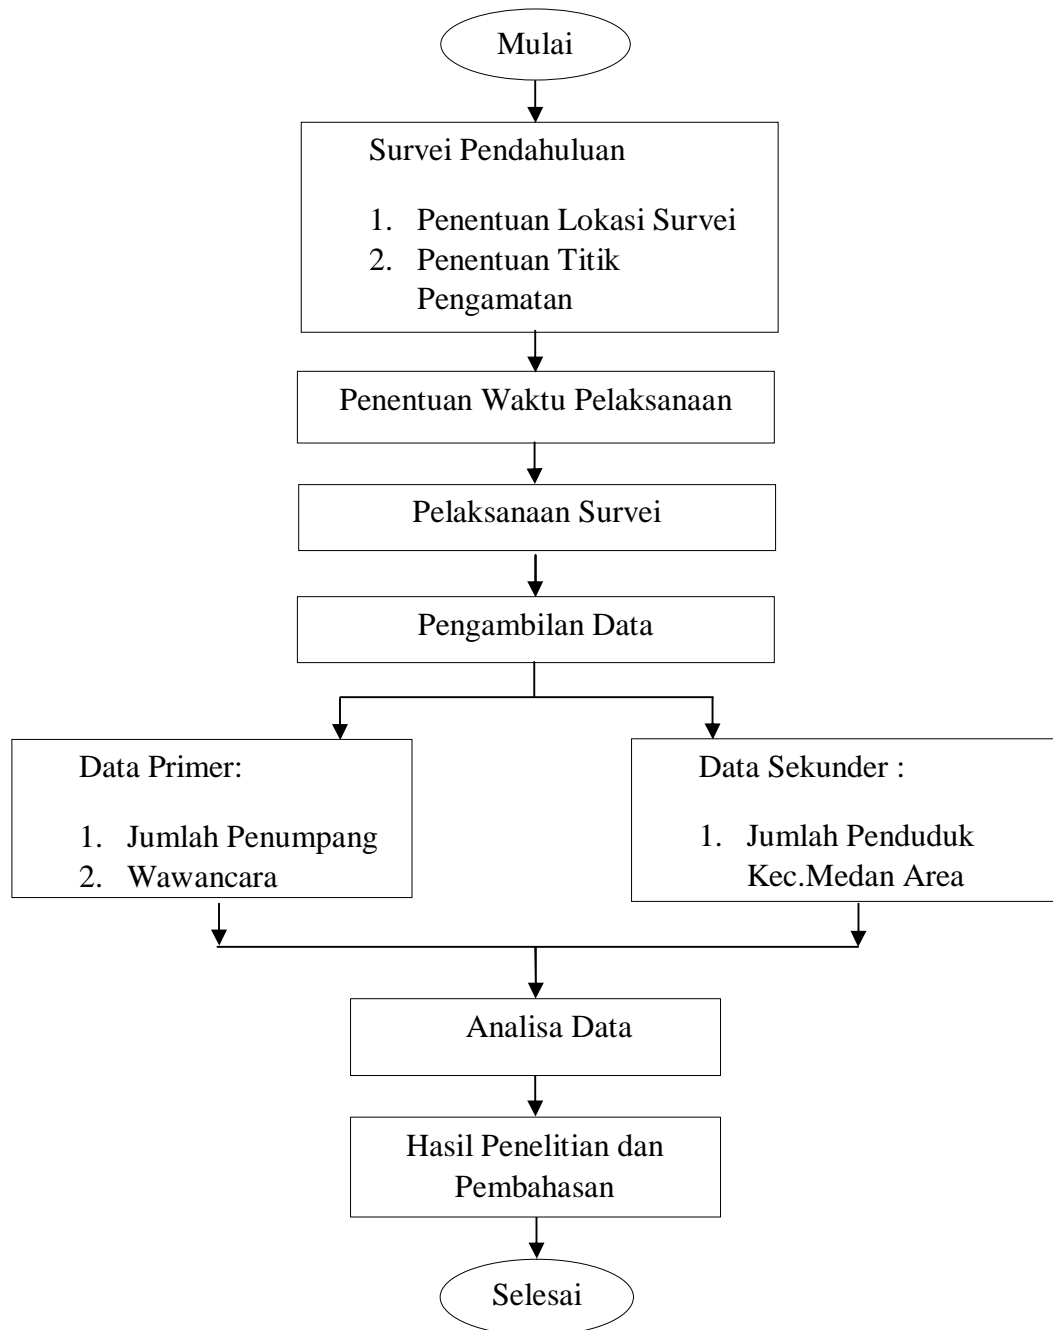 Mulai
Survei Pendahuluan
1. Penentuan Lokasi Survei
2. Penentuan Titik
Pengamatan
Penentuan Waktu Pelaksanaan
Pelaksanaan Survei
Pengambilan Data
Data Primer:
1. Jumlah Penumpang
2. Wawancara
Data Sekunder :
1. Jumlah Penduduk
Kec.Medan Area
Analisa Data
Hasil Penelitian dan
Pembahasan
Selesai